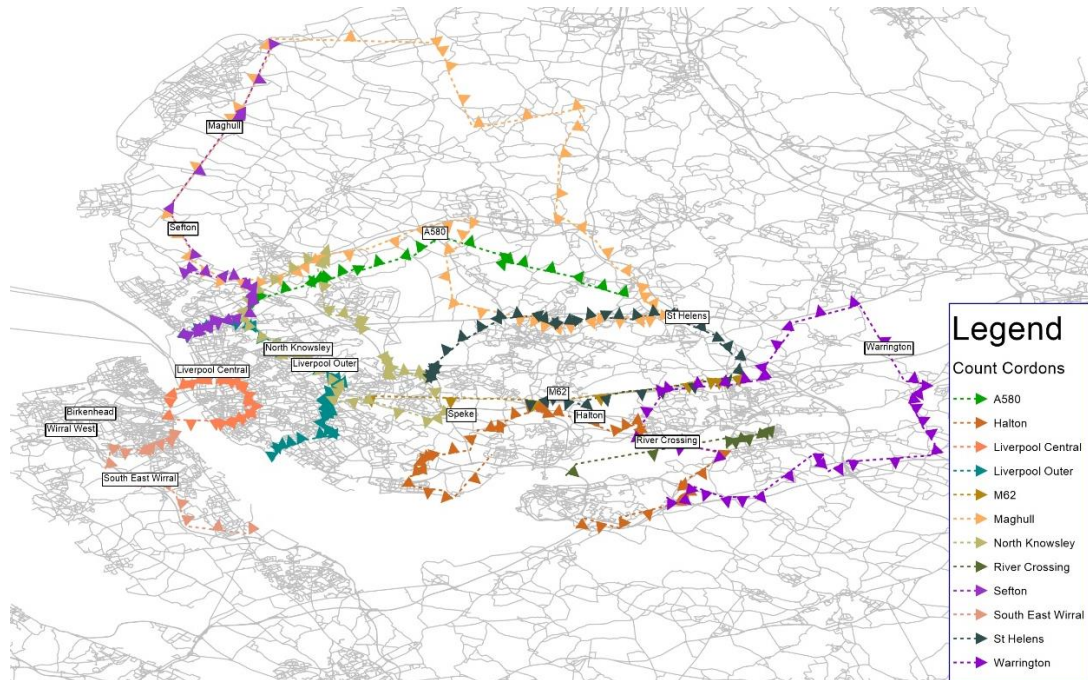 Maghull
Sefton
A580
St Helens
North Knowsley
Liverpool Outer
Liverpool Central
Warrington
M62
Birkenhead
Speke
Halton
Wirral West
River Crossing
South East Wirral
Legend
Count Cordons
A580
Halton
Liverpool Central
Liverpool Outer
M62
Maghull
North Knowsley
River Crossing
Sefton
South East Wirral
St Helens
Warrington